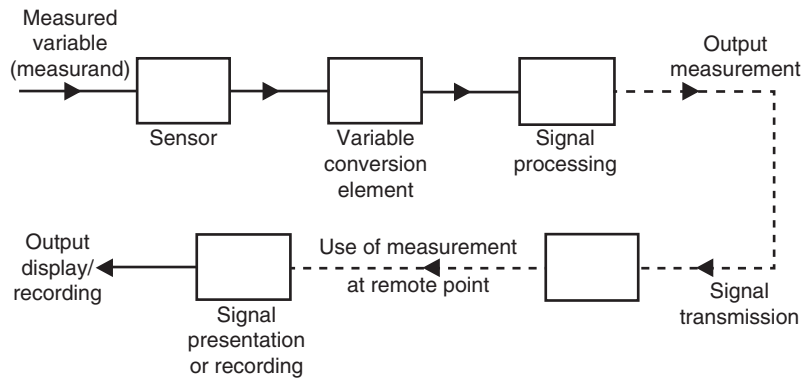 Measured
variable
(measurand)
Output
measurement
Sensor
Variable
conversion
element
Signal
processing
Output
display/
recording
Use of measurement
at remote point
Signal
transmission
Signal
presentation
or recording